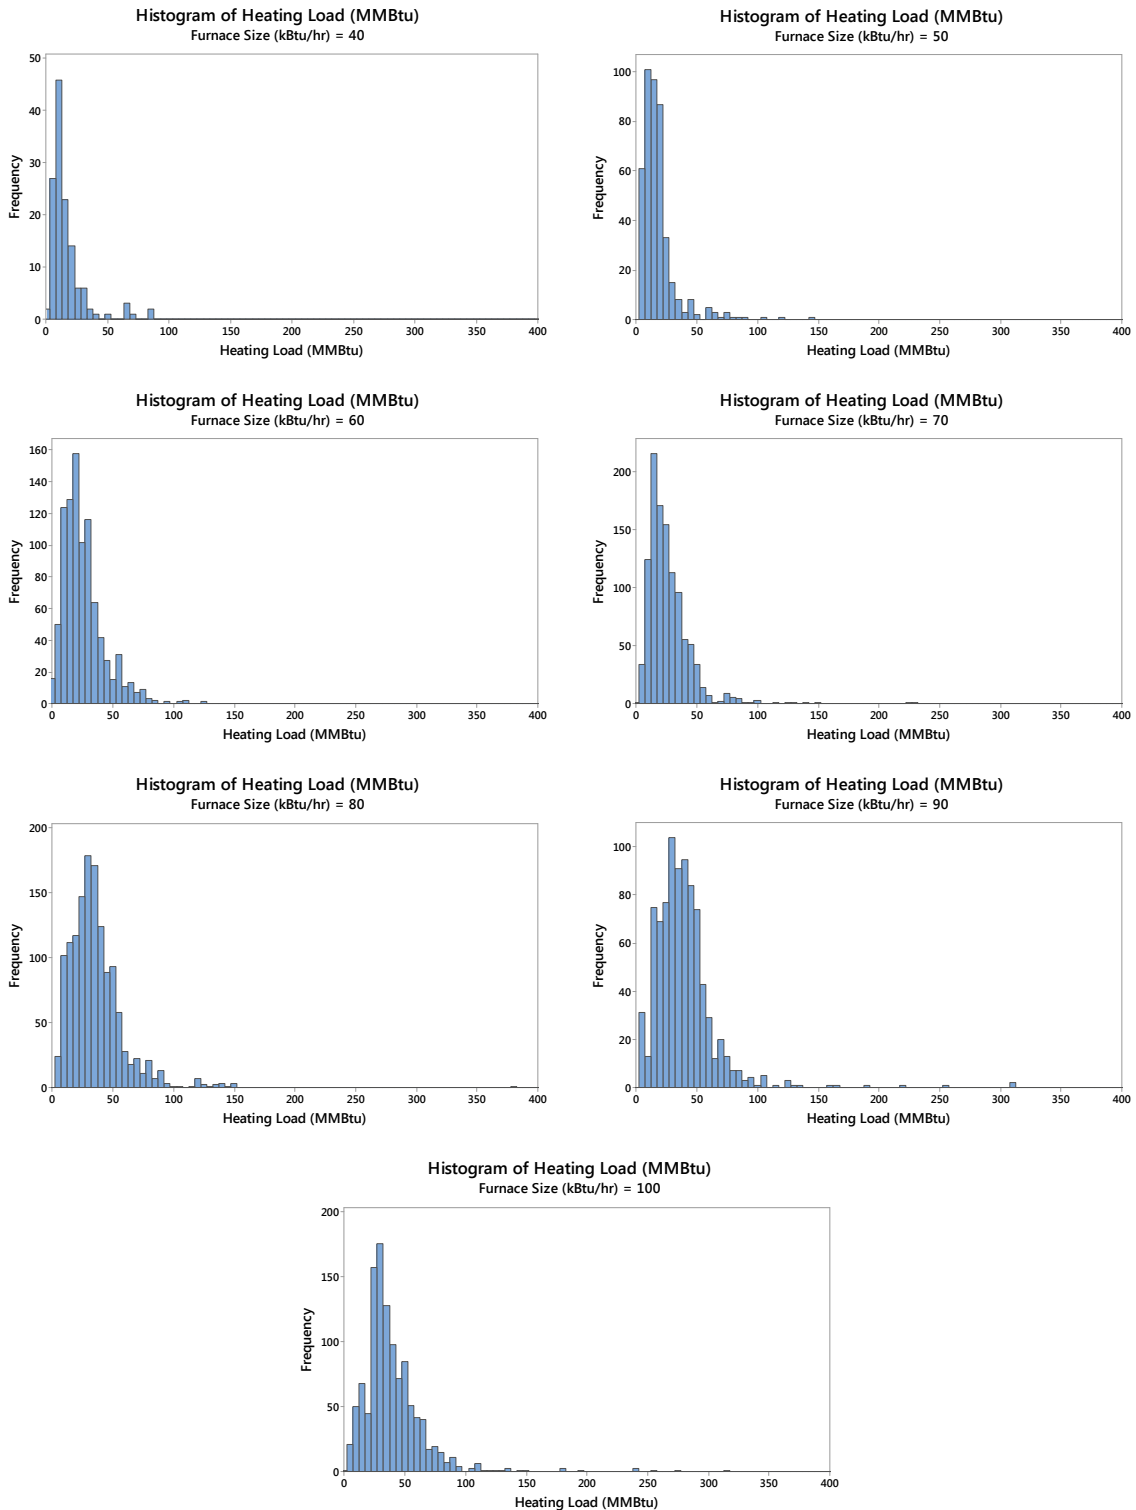 Histogram of Heating Load (MMBtu)
Furnace Size (kBtu/hr) = 40
50
40
30
20
10
0
Frequency
0 50 100 150 200 250 300 350 400
Heating Load (MMBtu)
Histogram of Heating Load (MMBtu)
Furnace Size (kBtu/hr) = 50
100
80
60
40
20
0
Frequency
0 50 100 150 200 250 300 350 400
Heating Load (MMBtu)
Histogram of Heating Load (MMBtu)
Furnace Size (kBtu/hr) = 60
160
140
120
100
80
60
40
20
0
Frequency
0 50 100 150 200 250 300 350 400
Heating Load (MMBtu)
Histogram of Heating Load (MMBtu)
Furnace Size (kBtu/hr) = 70
200
150
100
50
0
Frequency
0 50 100 150 200 250 300 350 400
Heating Load (MMBtu)
Histogram of Heating Load (MMBtu)
Furnace Size (kBtu/hr) = 80
200
150
100
50
0
Frequency
0 50 100 150 200 250 300 350 400
Heating Load (MMBtu)
Histogram of Heating Load (MMBtu)
Furnace Size (kBtu/hr) = 90
100
80
60
40
20
0
Frequency
0 50 100 150 200 250 300 350 400
Heating Load (MMBtu)
Histogram of Heating Load (MMBtu)
Furnace Size (kBtu/hr) = 100
200
150
100
50
0
Frequency
0 50 100 150 200 250 300 350 400
Heating Load (MMBtu)